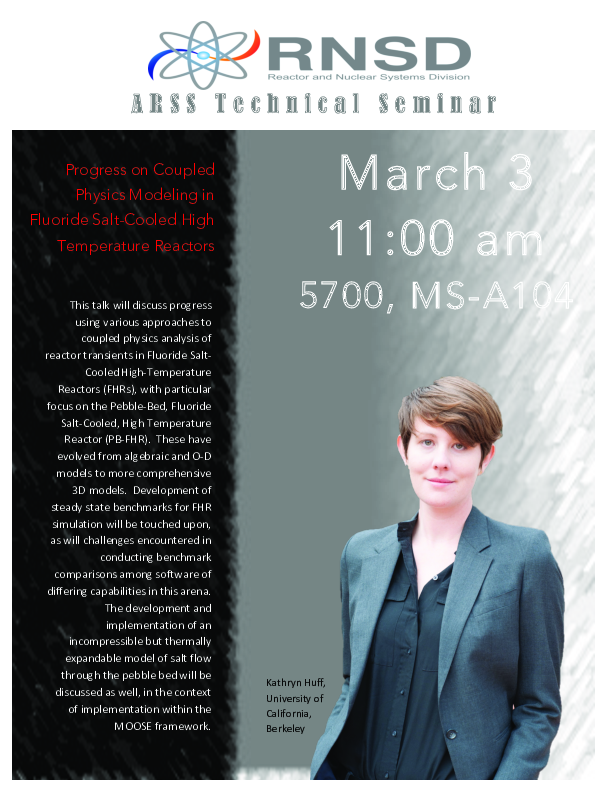 RNSD
Reactor and Nuclear Systems Division
ARSS Technical Seminar
Progress on Coupled
Physics Modeling in
Fluoride Salt-Cooled High
Temperature Reactors
March 3
11:00 am
5700, MS-A104
This talk will discuss progress
using various approaches to
coupled physics analysis of
reactor transients in Fluoride Salt-
Cooled High-Temperature
Reactors (FHRs), with particular
focus on the Pebble-Bed, Fluoride
Salt-Cooled, High Temperature
Reactor (PB-FHR). These have
evolved from algebraic and 0-D
models to more comprehensive
3D models. Development of
steady state benchmarks for FHR
simulation will be touched upon,
as will challenges encountered in
conducting benchmark
comparisons among software of
differing capabilities in this arena.
The development and
implementation of an
incompressible but thermally
expandable model of salt flow
through the pebble bed will be
discussed as well, in the context
of implementation within the
MOOSE framework.
Kathryn Huff,
University of
California,
Berkeley